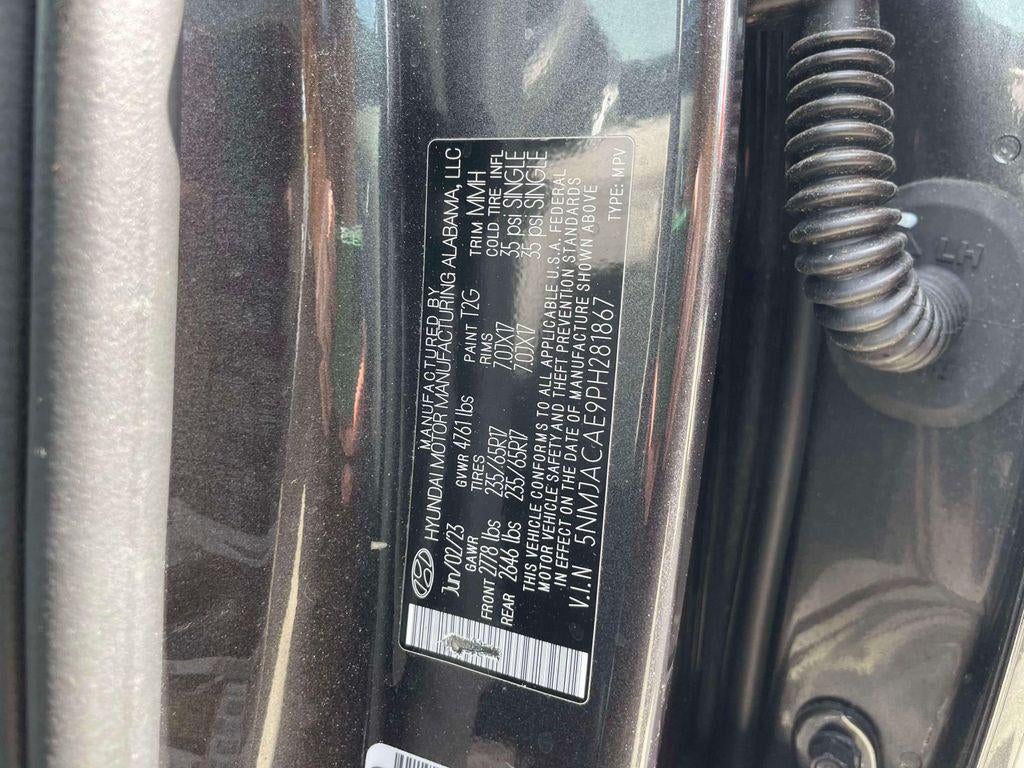 MANUFACTURED BY
HYUNDAI MOTOR MANUFACTURING ALABAMA, LLC
Jun/02/23 GVWR 4761 lbs PAINT T2G TRIM MMH
GAWR TIRES RIMS COLD TIRE INFL
FRONT 2778 lbs 235/65R17 7.0JX17 35 psi SINGLE
REAR 2646 lbs 235/65R17 7.0JX17 35 psi SINGLE
THIS VEHICLE CONFORMS TO ALL APPLICABLE U.S.A. FEDERAL
MOTOR VEHICLE SAFETY AND THEFT PREVENTION STANDARDS
IN EFFECT ON THE DATE OF MANUFACTURE SHOWN ABOVE
V.I.N 5NMJACAE9PH281867 TYPE: MPV
LH